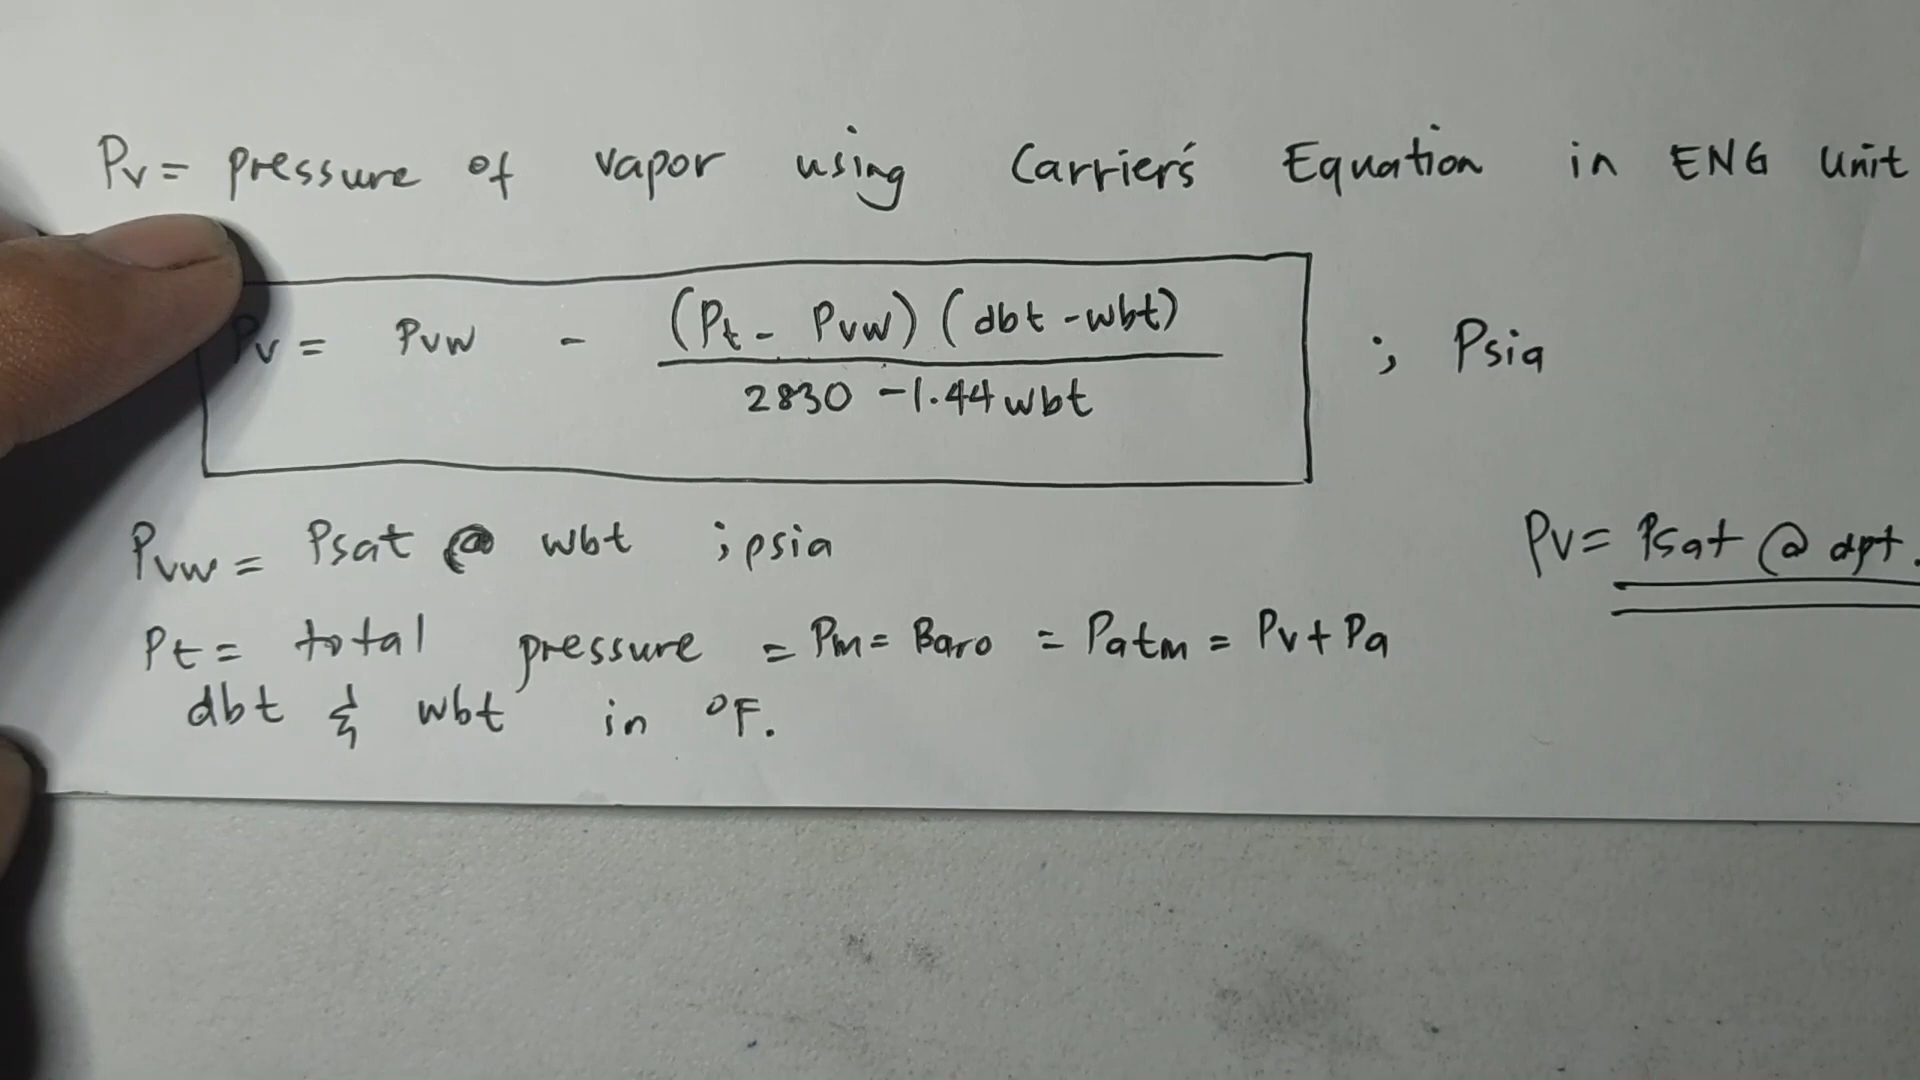 Pv = pressure of vapor using Carrier's Equation in ENG Unit
Pv = Pvw - (Pt - Pvw) (dbt - wbt) / 2830 - 1.44 wbt ; Psia
Pvw = Psat @ wbt ; psia
Pv = Psat @ dpt.
Pt = total pressure = Pm = Baro = Patm = Pv + Pa
dbt & wbt in °F.